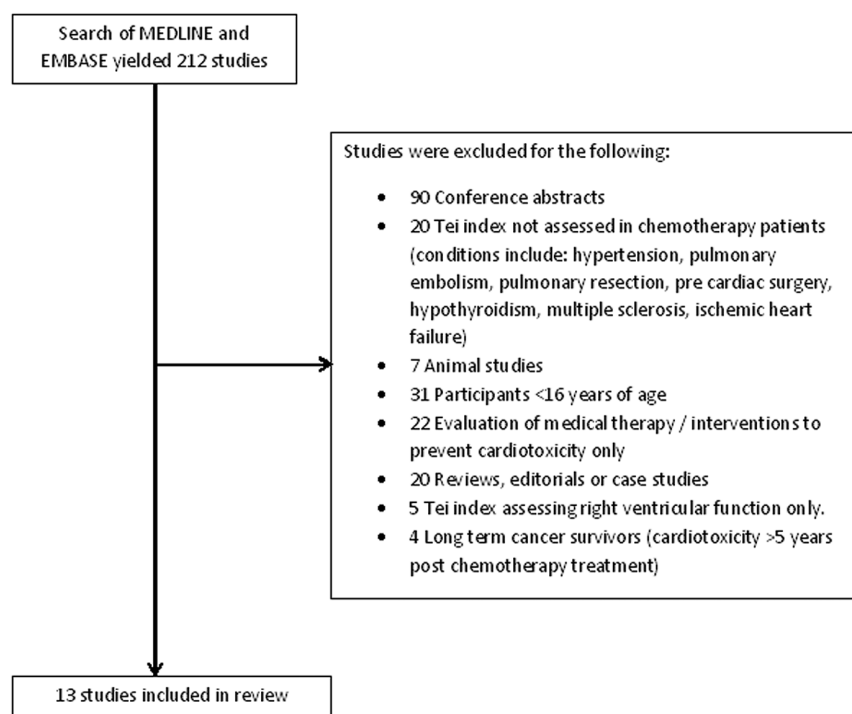 Search of MEDLINE and
EMBASE yielded 212 studies
Studies were excluded for the following:
• 90 Conference abstracts
• 20 Tei index not assessed in chemotherapy patients
(conditions include: hypertension, pulmonary
embolism, pulmonary resection, pre cardiac surgery,
hypothyroidism, multiple sclerosis, ischemic heart
failure)
• 7 Animal studies
• 31 Participants <16 years of age
• 22 Evaluation of medical therapy / interventions to
prevent cardiotoxicity only
• 20 Reviews, editorials or case studies
• 5 Tei index assessing right ventricular function only.
• 4 Long term cancer survivors (cardiotoxicity >5 years
post chemotherapy treatment)
13 studies included in review